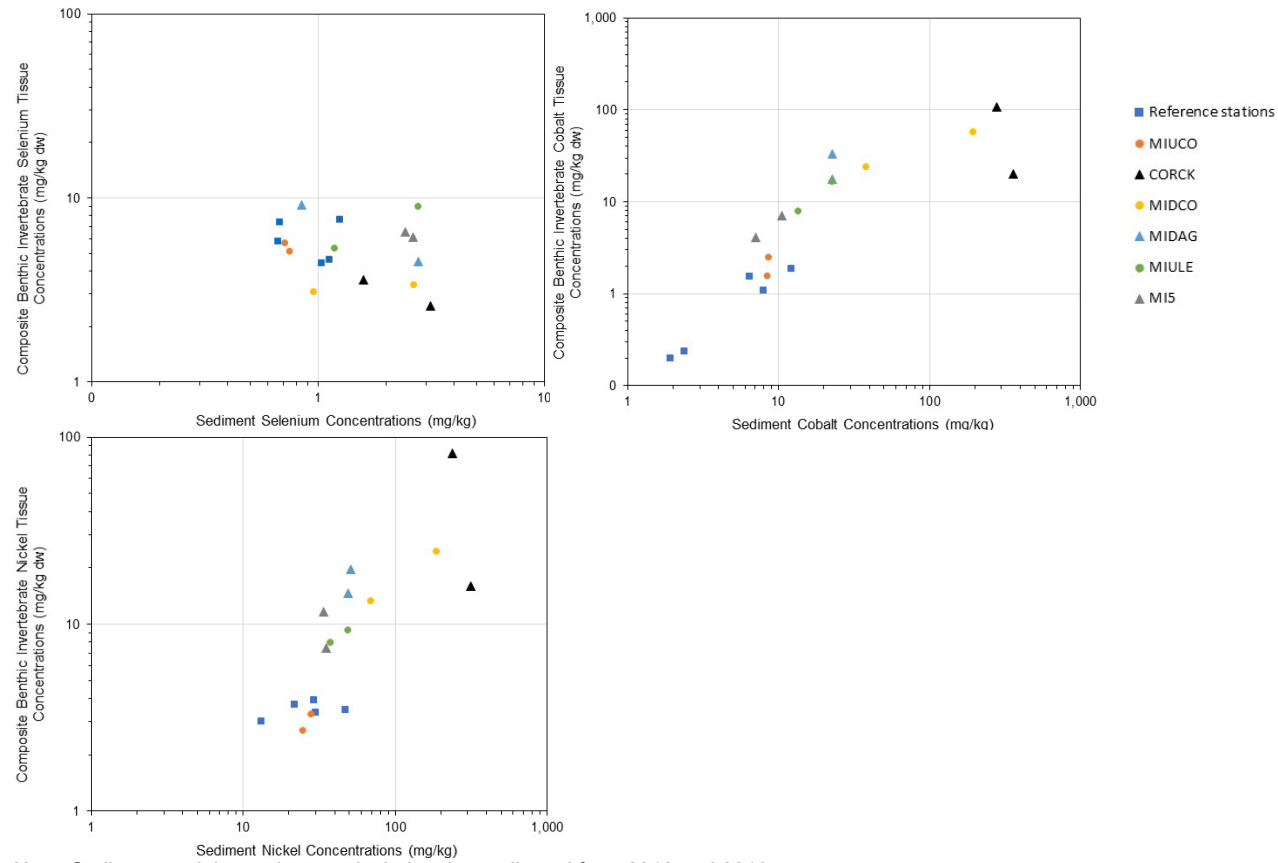 Composite Benthic Invertebrate Selenium Tissue
Concentrations (mg/kg dw)
100
10
1
0
1
10
Sediment Selenium Concentrations (mg/kg)
Composite Benthic Invertebrate Cobalt Tissue
Concentrations (mg/kg dw)
1,000
100
10
1
0
1
10
100
1,000
Sediment Cobalt Concentrations (mg/kg)
Reference stations
MIUCO
CORCK
MIDCO
MIDAG
MIULE
MI5
Composite Benthic Invertebrate Nickel Tissue
Concentrations (mg/kg dw)
100
10
1
1
10
100
1,000
Sediment Nickel Concentrations (mg/kg)